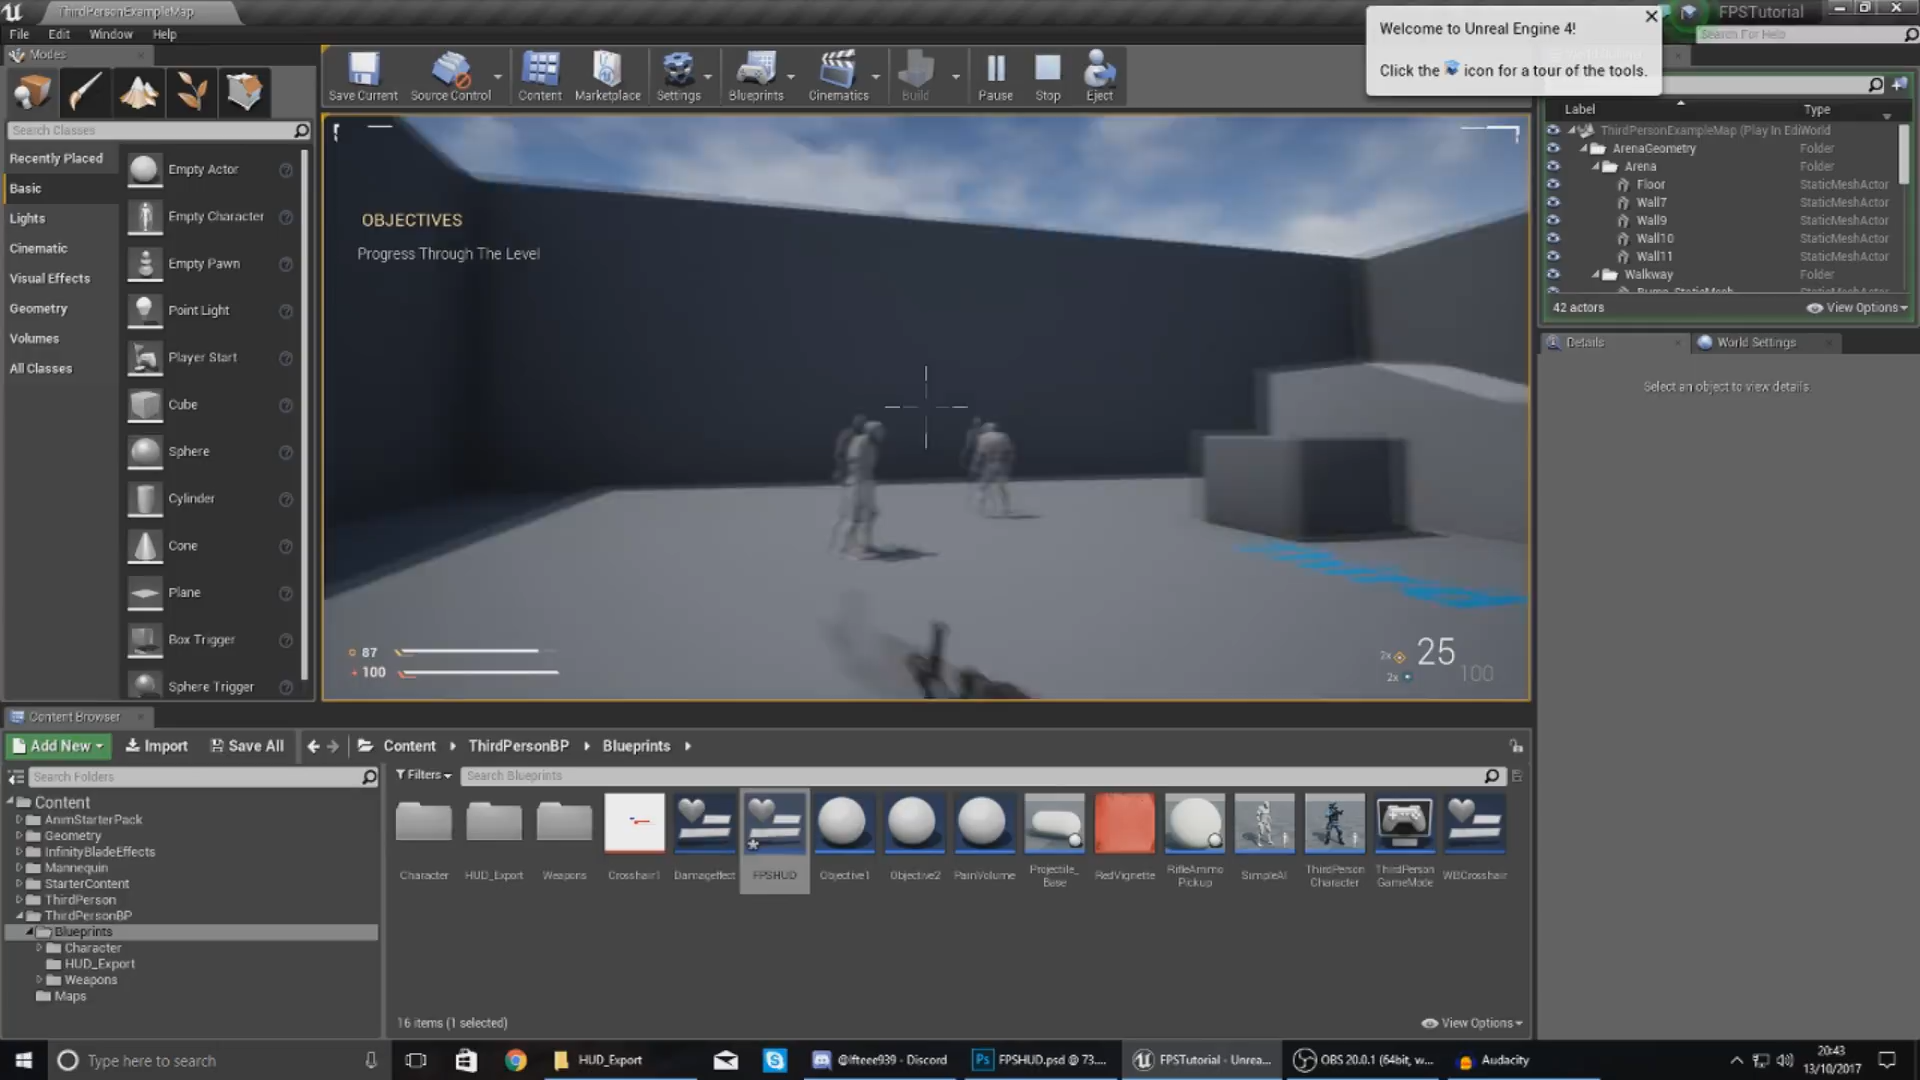 ThirdPersonExampleMap
FPSTutorial
File Edit Window Help
Search For Help
Welcome to Unreal Engine 4!
Click the icon for a tour of the tools.
Modes
Save Current
Source Control
Content
Marketplace
Settings
Blueprints
Cinematics
Build
Pause
Stop
Eject
Search Classes
Recently Placed
Basic
Lights
Cinematic
Visual Effects
Geometry
Volumes
All Classes
Empty Actor
Empty Character
Empty Pawn
Point Light
Player Start
Cube
Sphere
Cylinder
Cone
Plane
Box Trigger
Sphere Trigger
OBJECTIVES
Progress Through The Level
87
100
2x
25
2x
100
Label Type
ThirdPersonExampleMap (Play In Edi World
ArenaGeometry Folder
Arena Folder
Floor StaticMeshActor
Wall7 StaticMeshActor
Wall9 StaticMeshActor
Wall10 StaticMeshActor
Wall11 StaticMeshActor
Walkway Folder
42 actors
View Options
Details
World Settings
Select an object to view details.
Content Browser
Add New
Import
Save All
Content
ThirdPersonBP
Blueprints
Search Folders
Filters
Search Blueprints
Content
AnimStarterPack
Geometry
InfinityBladeEffects
Mannequin
StarterContent
ThirdPerson
ThirdPersonBP
Blueprints
Character
HUD_Export
Weapons
Maps
Character
HUD_Export
Weapons
Crosshair1
Dameffect
FPSHUD
Objective1
Objective2
PainVolume
Projectile_
Base
RedVignette
RifleAmmo
Pickup
SimpleAI
ThirdPerson
Character
ThirdPerson
GameMode
WBCrosshair
16 items (1 selected)
View Options
Type here to search
HUD_Export
@lfteee939 - Discord
FPSHUD.psd @ 73....
FPSTutorial - Unrea...
OBS 20.0.1 (64bit, w...
Audacity
20:43
13/10/2017